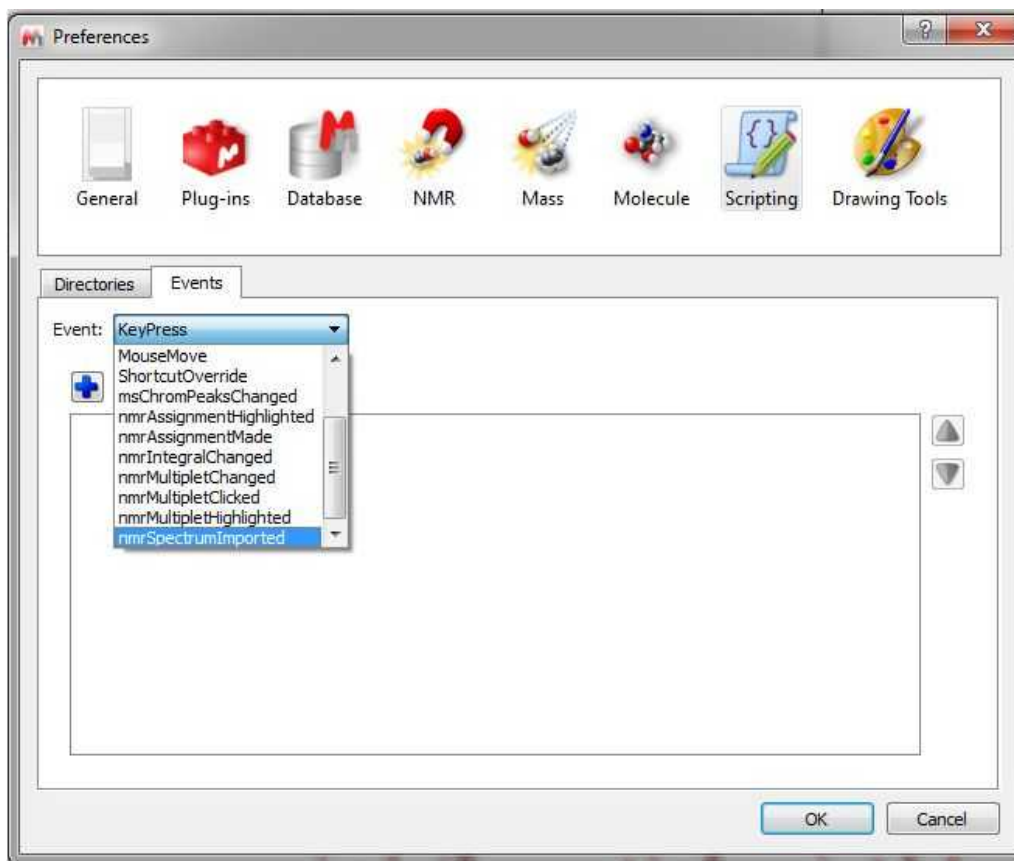 Preferences
General Plug-ins Database NMR Mass Molecule Scripting Drawing Tools
Directories Events
Event: KeyPress
MouseMove
ShortcutOverride
msChromPeaksChanged
nmrAssignmentHighlighted
nmrAssignmentMade
nmrIntegralChanged
nmrMultipletChanged
nmrMultipletClicked
nmrMultipletHighlighted
nmrSpectrumImported
OK Cancel